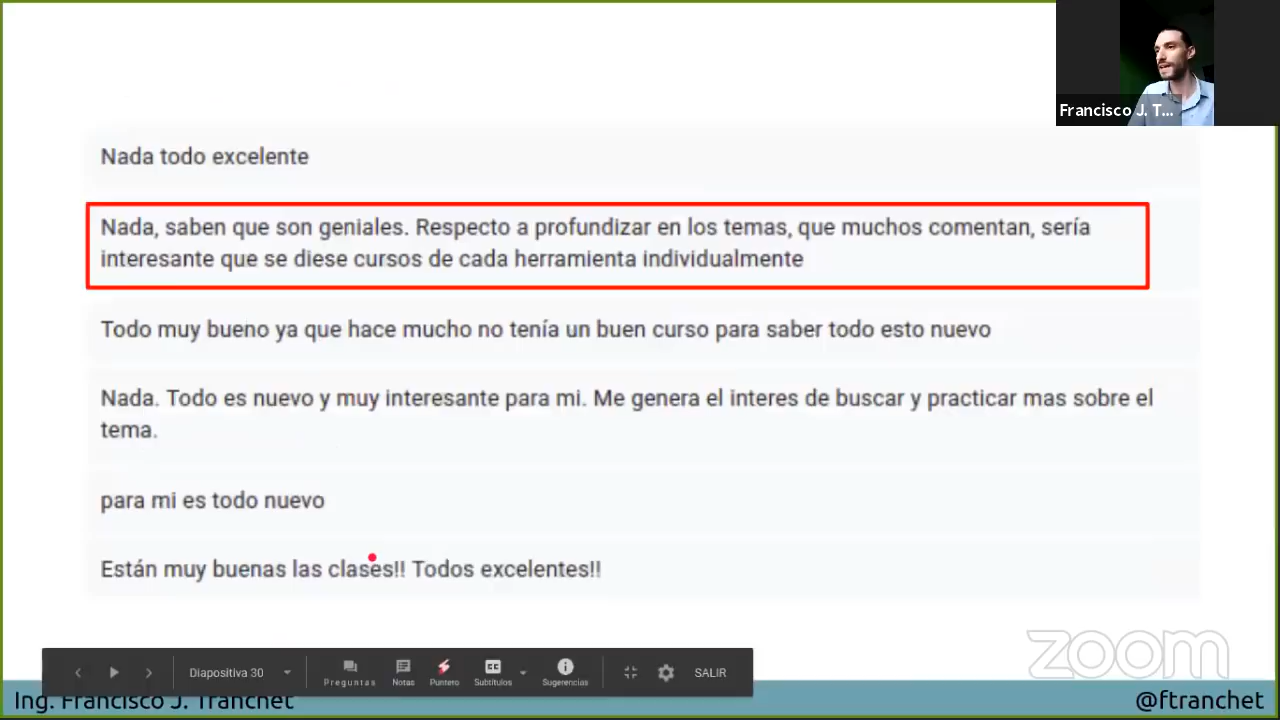 Francisco J. T...
Nada todo excelente
Nada, saben que son geniales. Respecto a profundizar en los temas, que muchos comentan, sería
interesante que se diese cursos de cada herramienta individualmente
Todo muy bueno ya que hace mucho no tenía un buen curso para saber todo esto nuevo
Nada. Todo es nuevo y muy interesante para mi. Me genera el interes de buscar y practicar mas sobre el
tema.
para mi es todo nuevo
Están muy buenas las clases!! Todos excelentes!!
zoom
Diapositiva 30
Preguntas
Notas
Puntero
CC
Subtítulos
Sugerencias
SALIR
Ing. Francisco J. Tranchet
@ftranchet